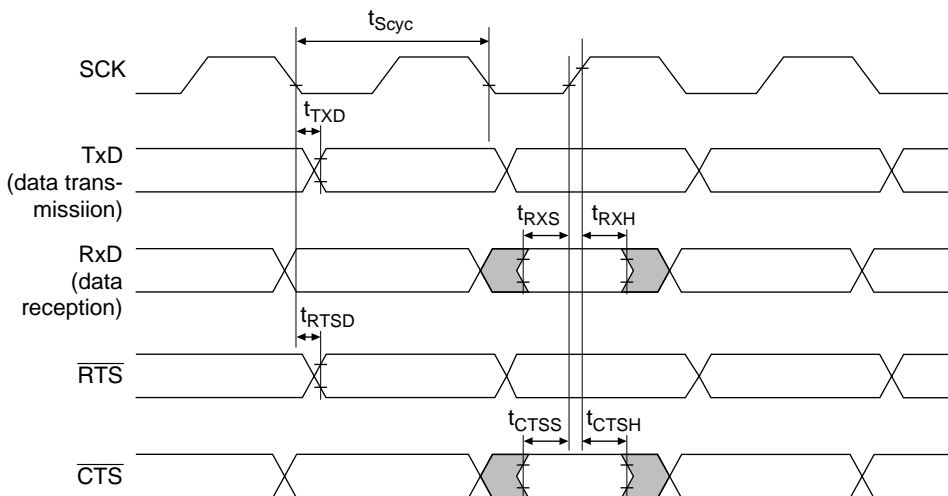 tScyc
SCK
tTXD
TxD
(data trans-
missiion)
tRXS
tRXH
RxD
(data
reception)
tRTSD
RTS
tCTSS
tCTSH
CTS